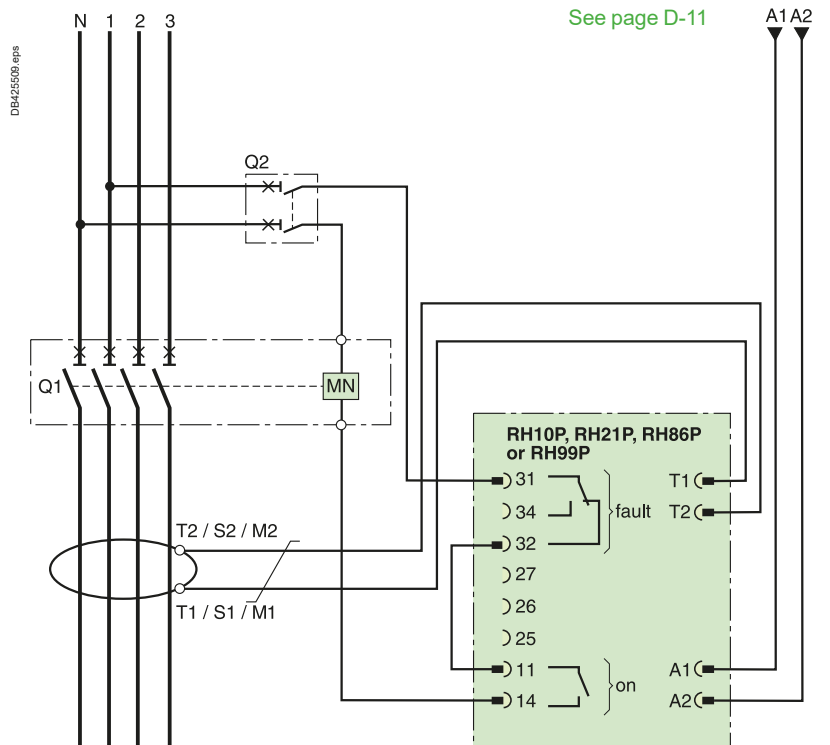 See page D-11
A1 A2
N 1 2 3
DB425509.eps
Q2
Q1
MN
RH10P, RH21P, RH86P
or RH99P
31
T1
34
fault
T2
32
27
26
25
11
A1
on
14
A2
T2 / S2 / M2
T1 / S1 / M1